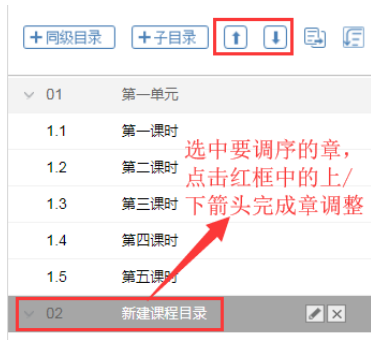 +同级目录 +子目录
01 第一单元
1.1 第一课时
选中要调序的章，
1.2 第二课时
点击红框中的上/
1.3 第三课时
下箭头完成章调整
1.4 第四课时
1.5 第五课时
02 新建课程目录